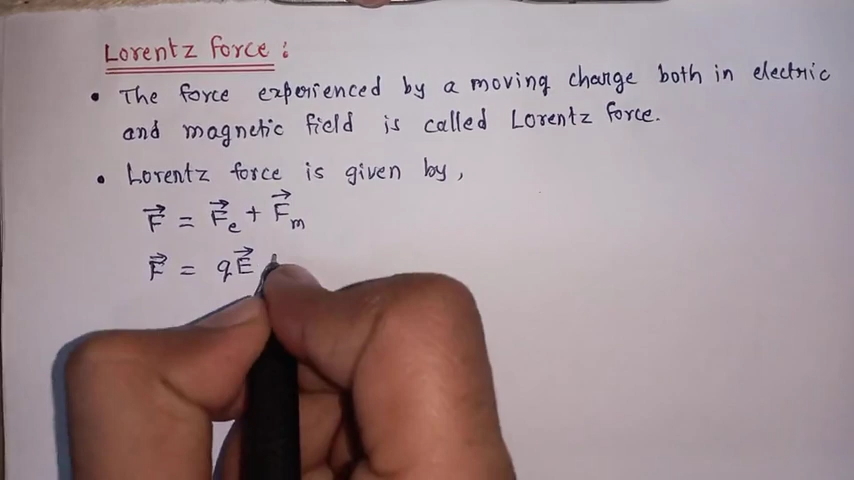 Lorentz force :
• The force experienced by a moving charge both in electric
and magnetic field is called Lorentz force.
• Lorentz force is given by,
F⃗ = F⃗e + F⃗m
F⃗ = qE⃗